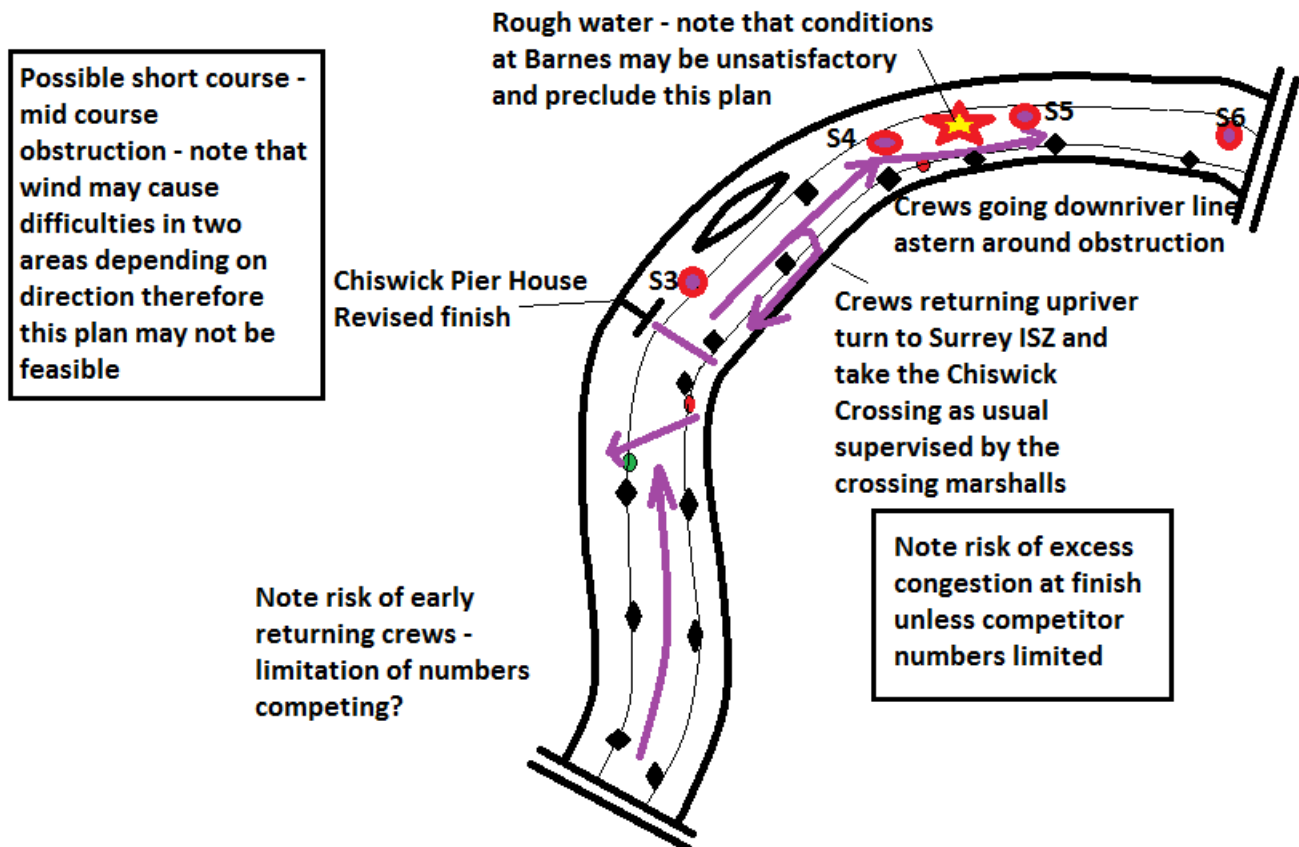 Rough water - note that conditions
at Barnes may be unsatisfactory
and preclude this plan
Possible short course -
mid course
obstruction - note that
wind may cause
difficulties in two
areas depending on
direction therefore
this plan may not be
feasible
S5
S6
S4
Crews going downriver line
astern around obstruction
Chiswick Pier House
Revised finish
S3
Crews returning upriver
turn to Surrey ISZ and
take the Chiswick
Crossing as usual
supervised by the
crossing marshalls
Note risk of excess
congestion at finish
unless competitor
numbers limited
Note risk of early
returning crews -
limitation of numbers
competing?